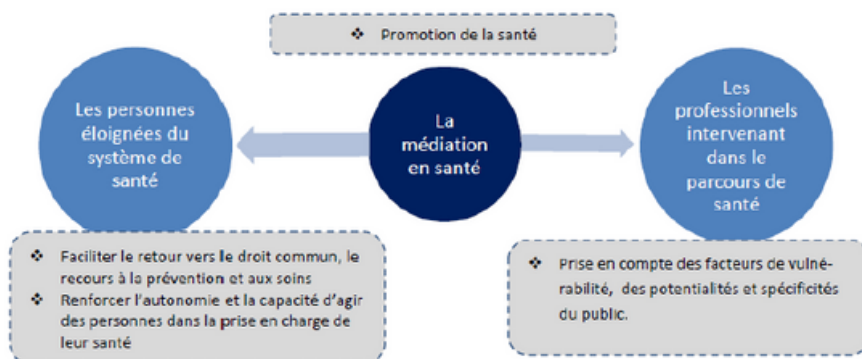 ❖ Promotion de la santé
Les personnes
éloignées du
système de
santé
La
médiation
en santé
Les
professionnels
intervenant
dans le
parcours de
santé
❖ Faciliter le retour vers le droit commun, le
recours à la prévention et aux soins
❖ Renforcer l'autonomie et la capacité d'agir
des personnes dans la prise en charge de
leur santé
❖ Prise en compte des facteurs de vulné-
rabilité, des potentialités et spécificités
du public.